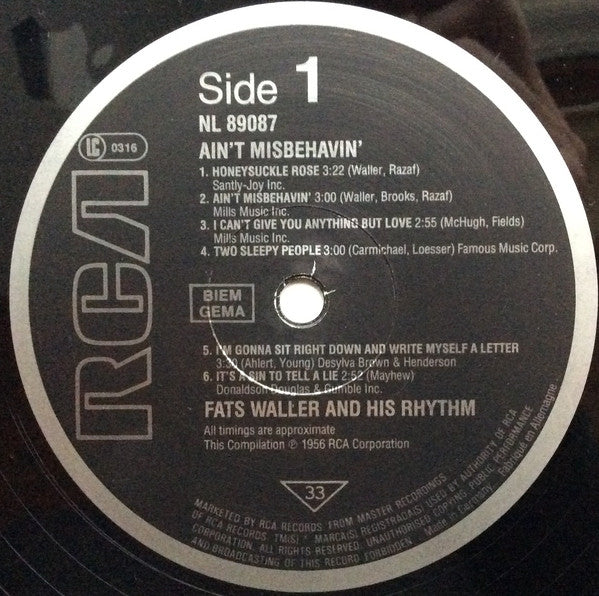 RCA
LC 0316
Side 1
NL 89087
AIN'T MISBEHAVIN'
1. HONEYSUCKLE ROSE 3:22 (Waller, Razaf)
Santly-Joy Inc.
2. AIN'T MISBEHAVIN' 3:00 (Waller, Brooks, Razaf)
Mills Music Inc.
3. I CAN'T GIVE YOU ANYTHING BUT LOVE 2:55 (McHugh, Fields)
Mills Music Inc.
4. TWO SLEEPY PEOPLE 3:00 (Carmichael, Loesser) Famous Music Corp.
BIEM
GEMA
5. I'M GONNA SIT RIGHT DOWN AND WRITE MYSELF A LETTER
3:20 (Ahlert, Young) Desylva Brown & Henderson
6. IT'S A SIN TO TELL A LIE 2:52 (Mayhew)
Donaldson Douglas & Gumble Inc.
FATS WALLER AND HIS RHYTHM
All timings are approximate
This Compilation ℗ 1956 RCA Corporation
33
MARKETED BY RCA RECORDS FROM MASTER RECORDINGS
OF RCA RECORDS. TM(S) * MARCA(S) REGISTRADAS, USED BY AUTHORITY OF RCA
CORPORATION. ALL RIGHTS RESERVED. UNAUTHORISED COPYING, PUBLIC PERFORMANCE
AND BROADCASTING OF THIS RECORD FORBIDDEN
Made in Germany. Fabriqué en Allemagne